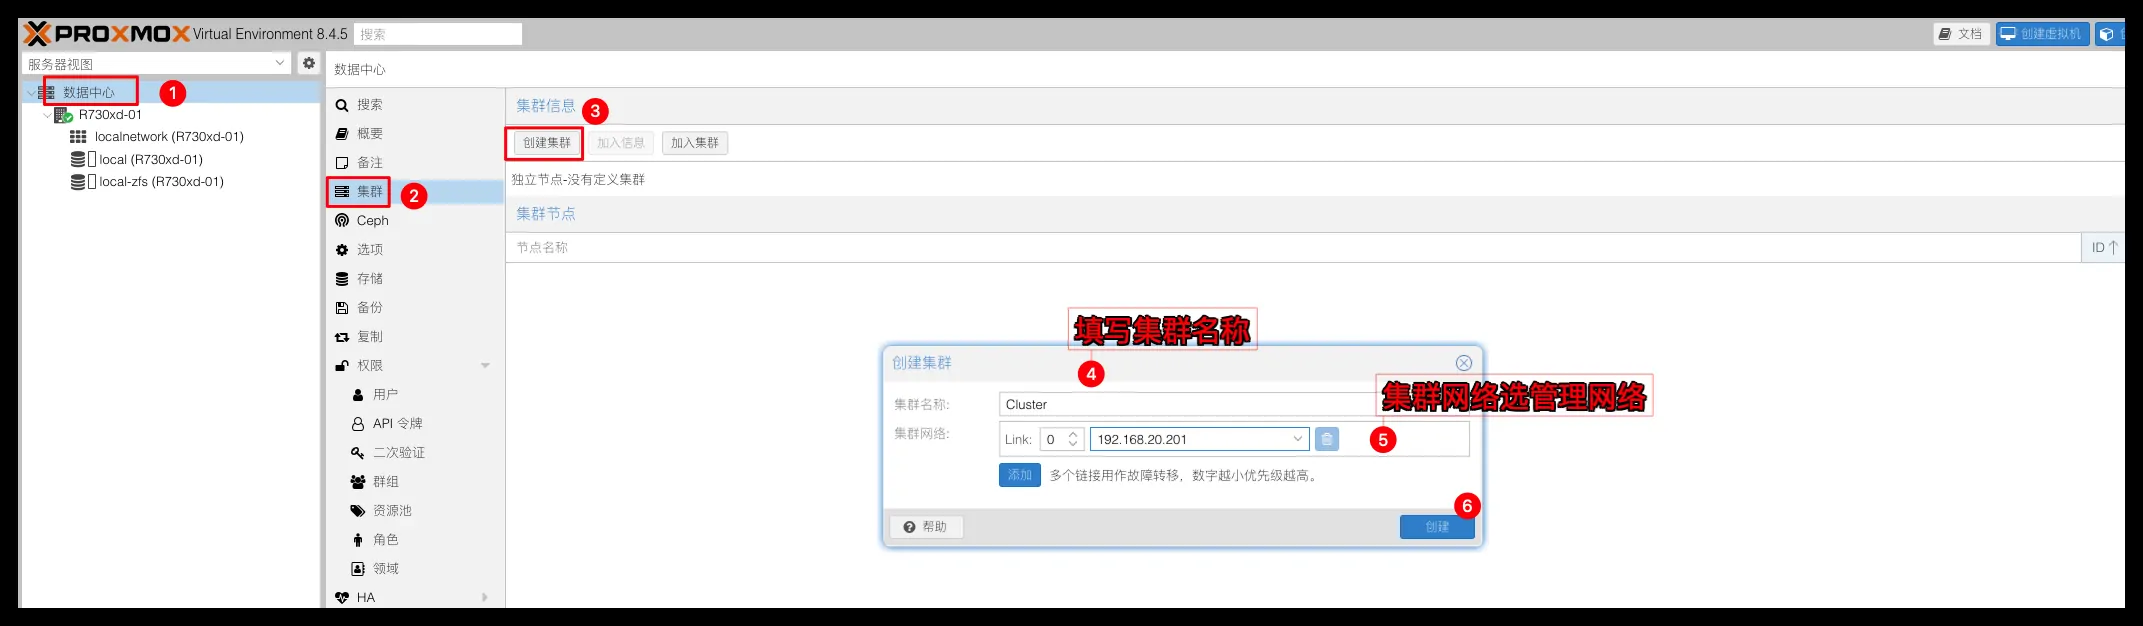 PROXMOX Virtual Environment 8.4.5 搜索 文档 创建虚拟机
服务器视图
数据中心 1
R730xd-01
localnetwork (R730xd-01)
local (R730xd-01)
local-zfs (R730xd-01)
数据中心
搜索
概要
备注
集群 2
Ceph
选项
存储
备份
复制
权限
用户
API 令牌
二次验证
群组
资源池
角色
领域
HA
集群信息 3
创建集群 加入信息 加入集群
独立节点-没有定义集群
集群节点
节点名称 ID↑
填写集群名称
创建集群 4
集群名称: Cluster 集群网络选管理网络
集群网络: Link: 0 192.168.20.201 5
添加 多个链接用作故障转移，数字越小优先级越高。
6
帮助 创建